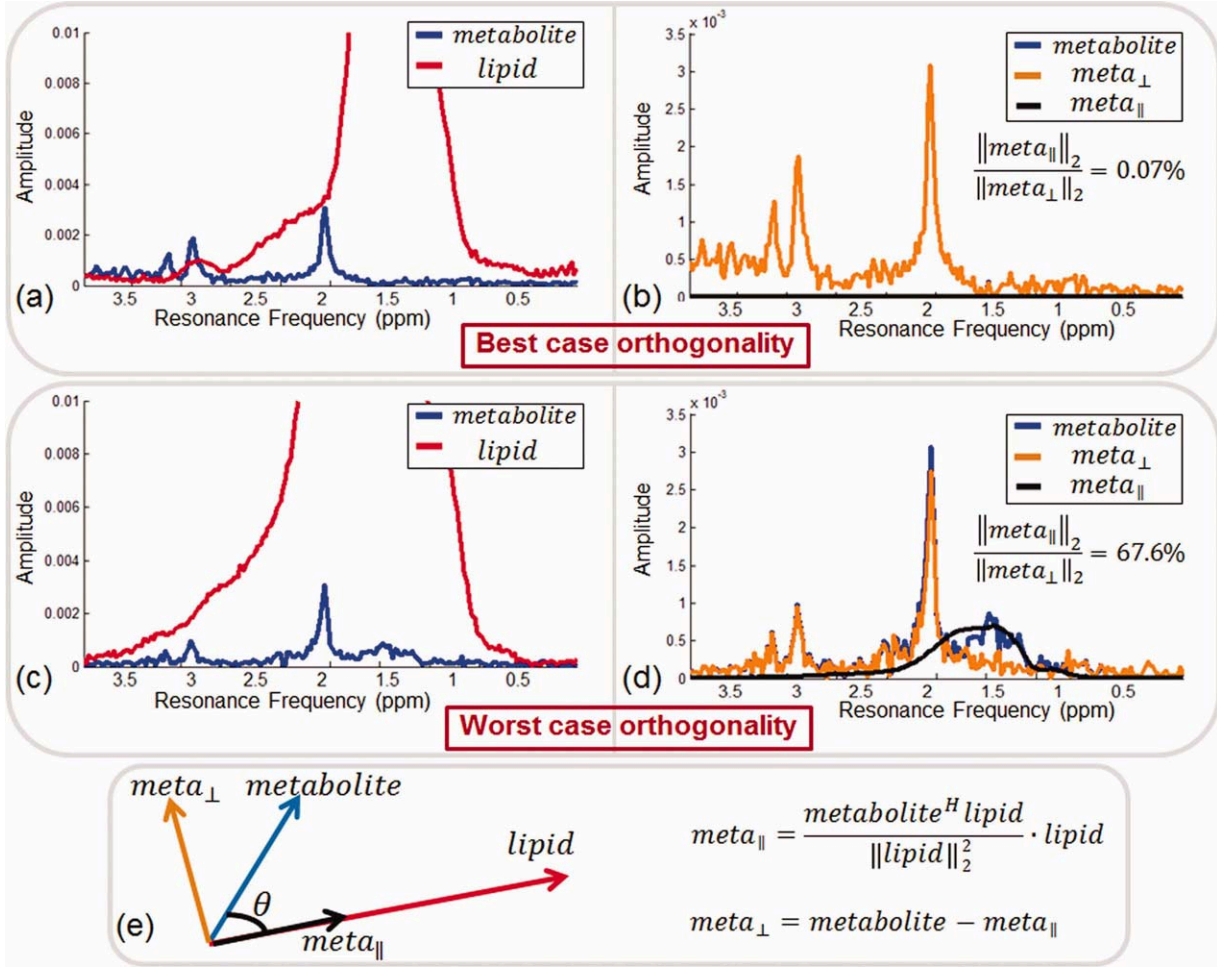 0.01
0.008
0.006
0.004
0.002
0
Amplitude
metabolite
lipid
3.5 3 2.5 2 1 0.5
Resonance Frequency (ppm)
(a)
x 10⁻³
3.5
3
2.5
2
1.5
1
0.5
0
Amplitude
metabolite
meta⊥
meta∥
‖meta∥‖₂ / ‖meta⊥‖₂ = 0.07%
3.5 3 2.5 2 1.5 1 0.5
Resonance Frequency (ppm)
(b)
Best case orthogonality
0.01
0.008
0.006
0.004
0.002
0
Amplitude
metabolite
lipid
3.5 3 2.5 2 1 0.5
Resonance Frequency (ppm)
(c)
x 10⁻³
3.5
3
2.5
2
1.5
1
0.5
0
Amplitude
metabolite
meta⊥
meta∥
‖meta∥‖₂ / ‖meta⊥‖₂ = 67.6%
3.5 3 2.5 2 1.5 1 0.5
Resonance Frequency (ppm)
(d)
Worst case orthogonality
meta⊥ metabolite
lipid
θ
meta∥
(e)
meta∥ = metaboliteᴴ lipid / ‖lipid‖₂² · lipid
meta⊥ = metabolite − meta∥